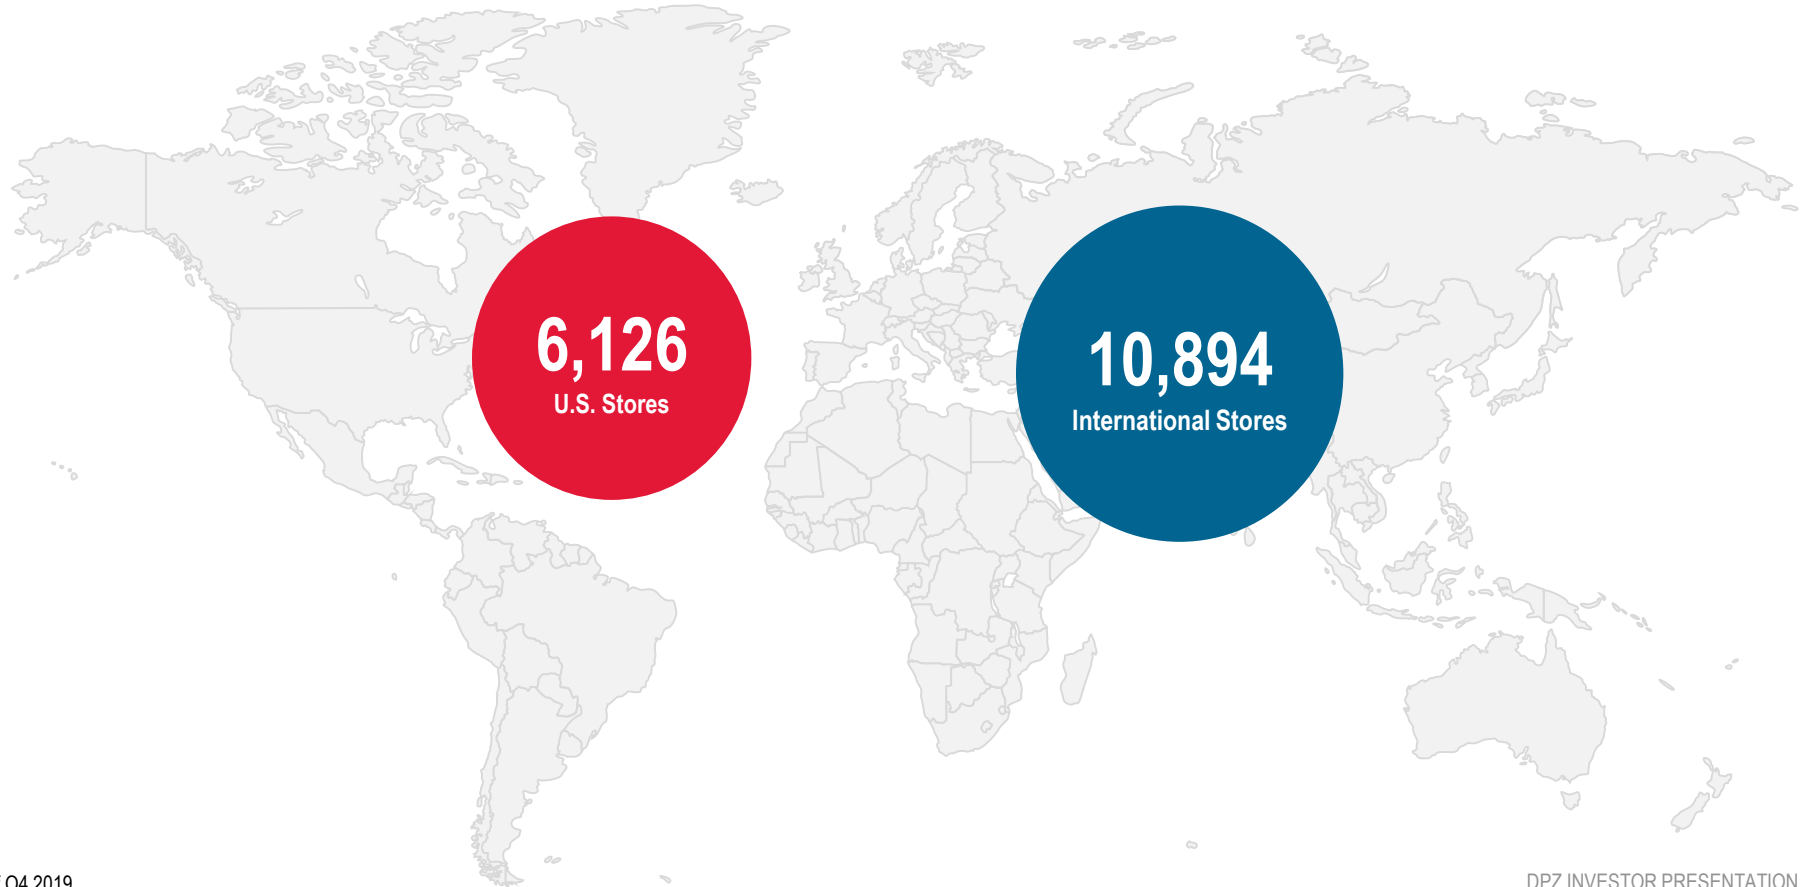 6,126
U.S. Stores
10,894
International Stores
Q4 2019
DPZ INVESTOR PRESENTATION